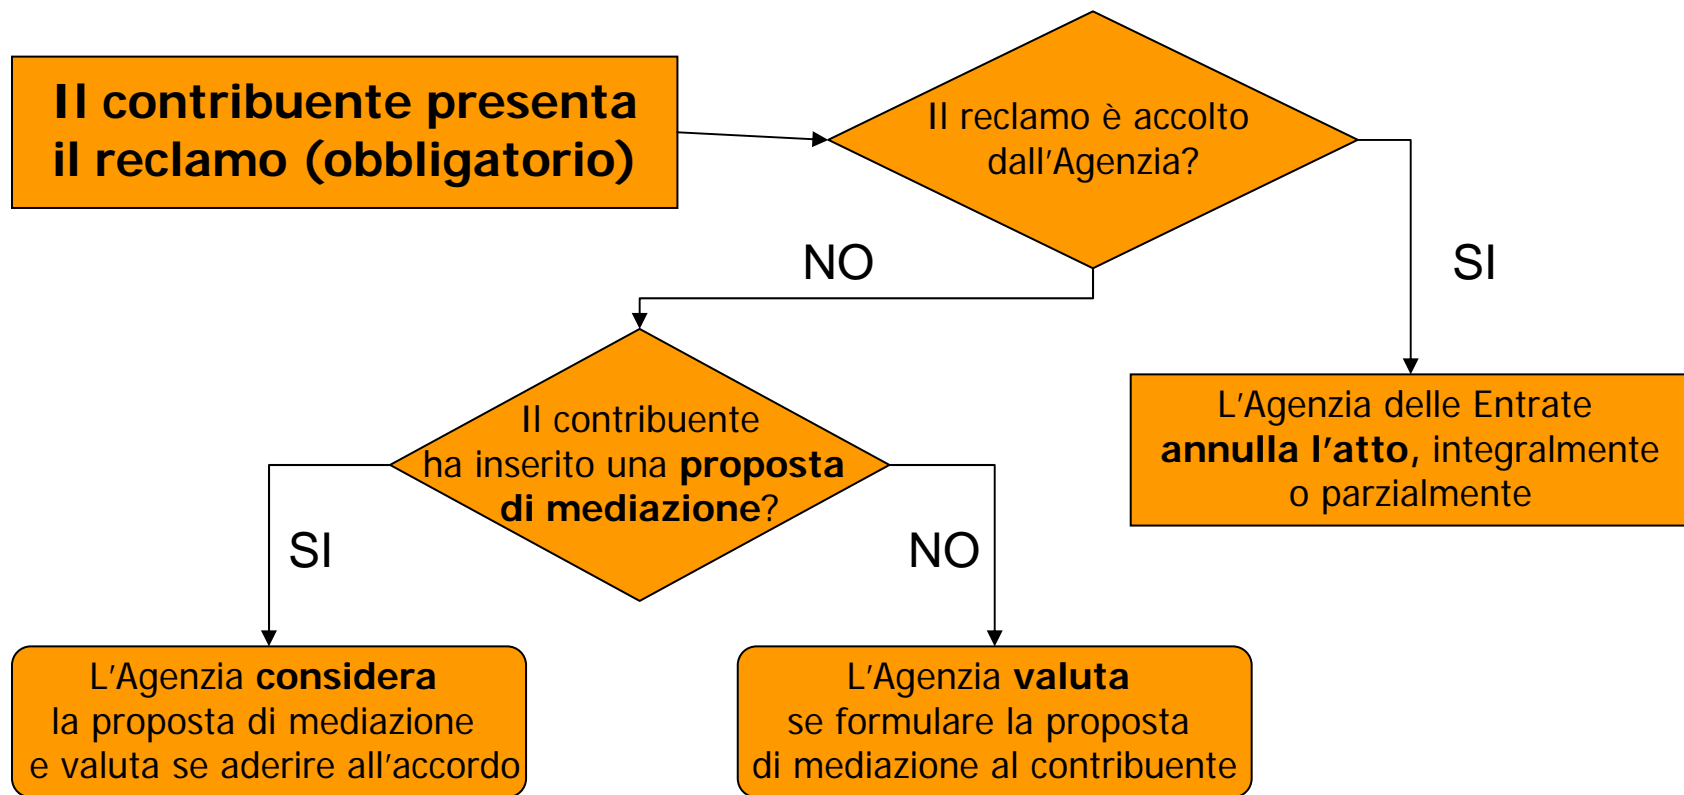 Il contribuente presenta
il reclamo (obbligatorio)
Il reclamo è accolto
dall'Agenzia?
NO
SI
Il contribuente
ha inserito una proposta
di mediazione?
L'Agenzia delle Entrate
annulla l'atto, integralmente
o parzialmente
SI
NO
L'Agenzia considera
la proposta di mediazione
e valuta se aderire all'accordo
L'Agenzia valuta
se formulare la proposta
di mediazione al contribuente